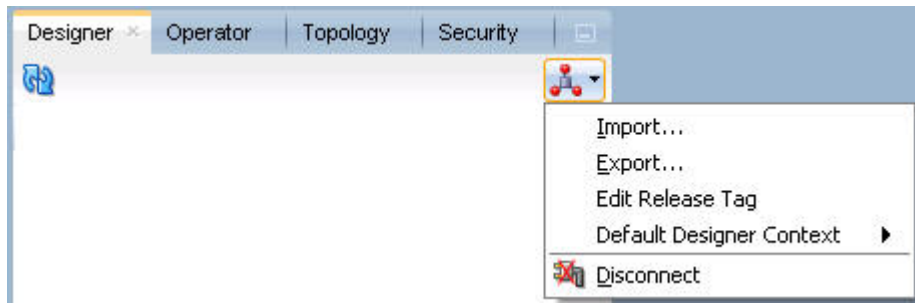 Designer Operator Topology Security
Import...
Export...
Edit Release Tag
Default Designer Context
Disconnect